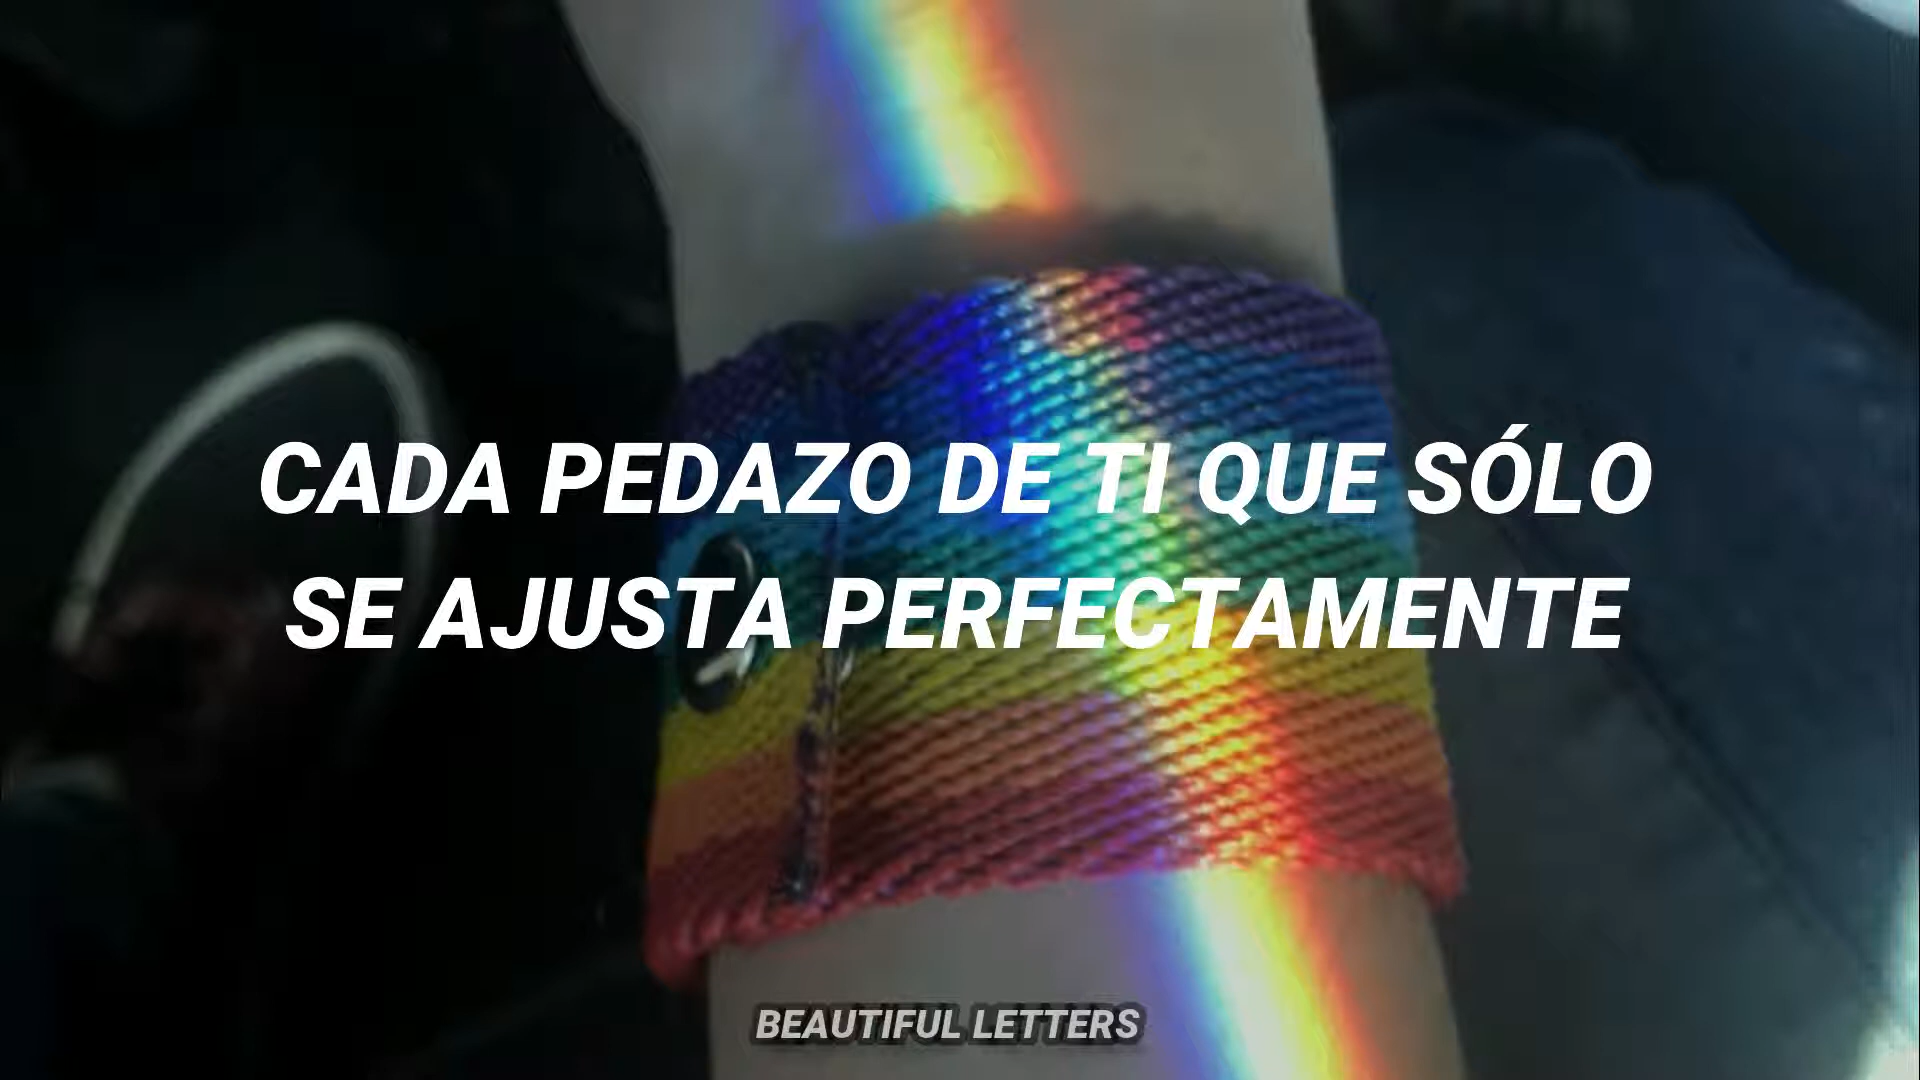 CADA PEDAZO DE TI QUE SÓLO
SE AJUSTA PERFECTAMENTE
BEAUTIFUL LETTERS